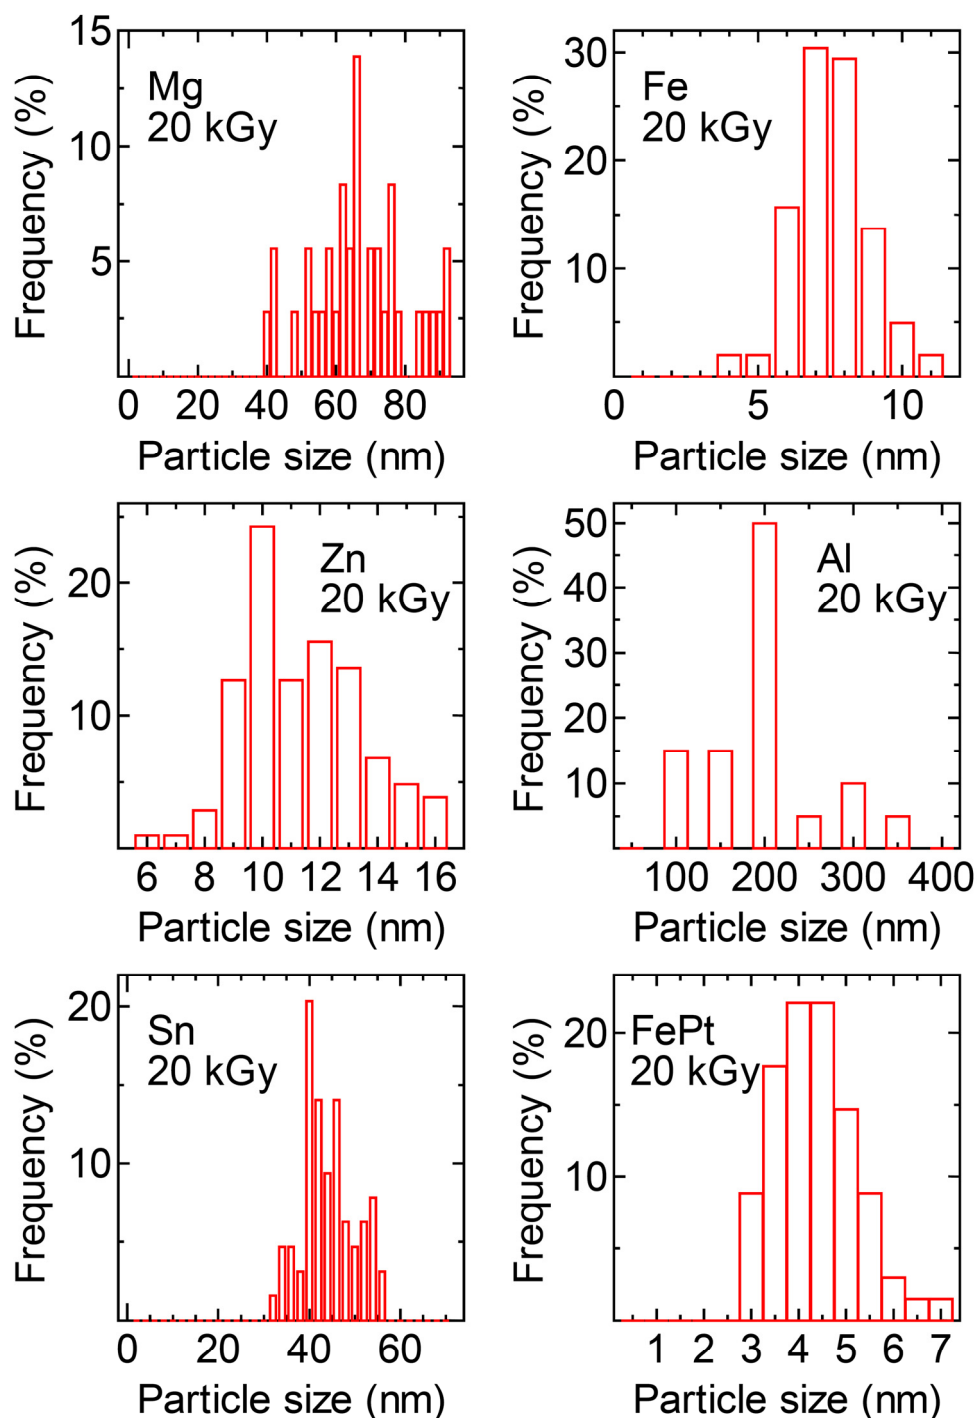 15
10
5
Frequency (%)
Mg
20 kGy
0 20 40 60 80
Particle size (nm)
30
20
10
Frequency (%)
Fe
20 kGy
0 5 10
Particle size (nm)
20
10
Frequency (%)
Zn
20 kGy
6 8 10 12 14 16
Particle size (nm)
50
40
30
20
10
Frequency (%)
Al
20 kGy
100 200 300 400
Particle size (nm)
20
10
Frequency (%)
Sn
20 kGy
0 20 40 60
Particle size (nm)
20
10
Frequency (%)
FePt
20 kGy
1 2 3 4 5 6 7
Particle size (nm)